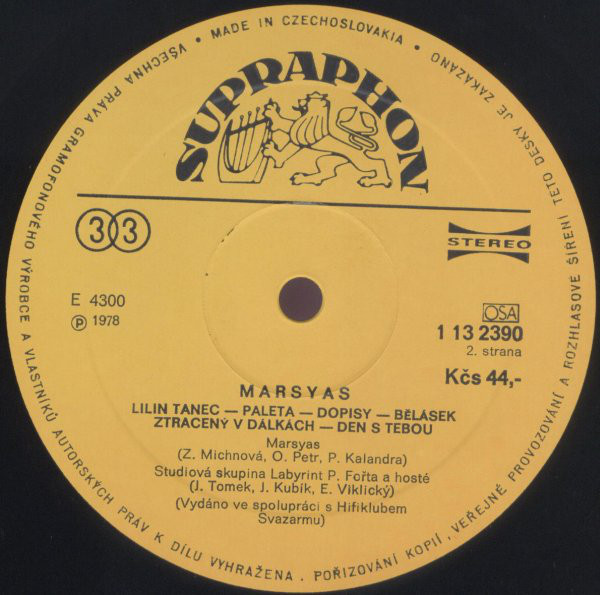 MADE IN CZECHOSLOVAKIA • VŠECHNA PRÁVA GRAMOFONOVÉHO VÝROBCE A VLASTNÍKŮ AUTORSKÝCH PRÁV K DÍLU VYHRAŽENA. POŘIZOVÁNÍ KOPIÍ, VEŘEJNÉ PROVOZOVÁNÍ A ROZHLASOVÉ ŠÍŘENÍ TÉTO DESKY JE ZAKÁZÁNO •
SUPRAPHON
33
STEREO
E 4300
Ⓟ 1978
OSA
1 13 2390
2. strana
Kčs 44,-
MARSYAS
LILIN TANEC — PALETA — DOPISY — BĚLÁSEK
ZTRACENÝ V DÁLKÁCH — DEN S TEBOU
Marsyas
(Z. Michnová, O. Petr, P. Kalandra)
Studiová skupina Labyrint P. Fořta a hosté
(J. Tomek, J. Kubík, E. Viklický)
(Vydáno ve spolupráci s Hifiklubem
Svazarmu)